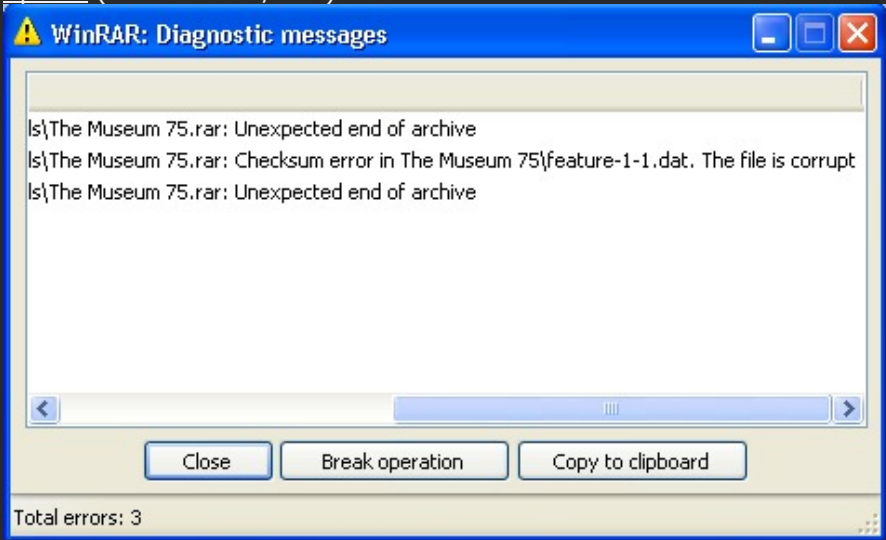 WinRAR: Diagnostic messages
ls\The Museum 75.rar: Unexpected end of archive
ls\The Museum 75.rar: Checksum error in The Museum 75\feature-1-1.dat. The file is corrupt
ls\The Museum 75.rar: Unexpected end of archive
Close Break operation Copy to clipboard
Total errors: 3